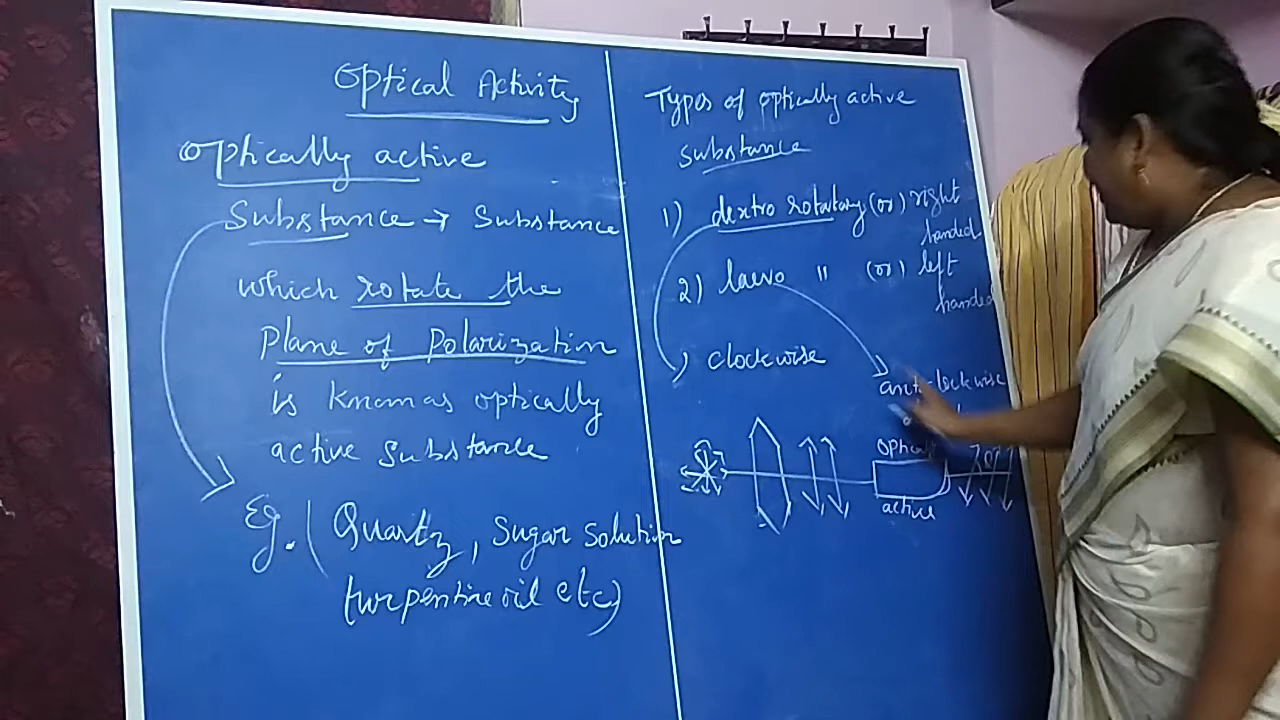 Optical Activity
Optically active
Substance → Substance
which rotate the
Plane of Polarization
is known as optically
active substance
Eg. (Quartz, sugar solution
turpentine oil etc)
Types of optically active
substance
1) dextro rotatary (or) right
handed
2) laevo " (or) left
handed
) clockwise
anti-clockwise
active